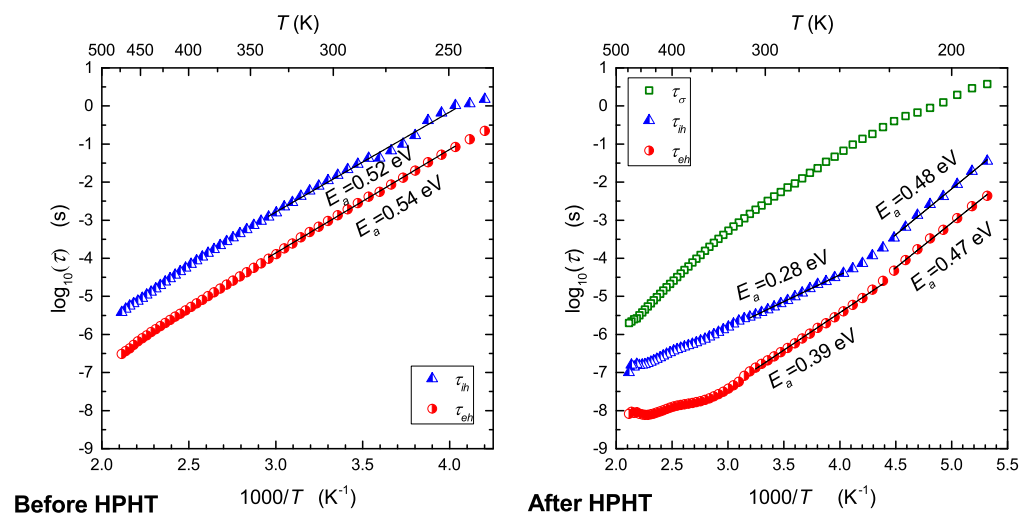 T (K)
500 450 400 350 300 250
1
0
-1
-2
-3
-4
-5
-6
-7
-8
-9
log10(τ) (s)
Ea=0.52 eV
Ea=0.54 eV
τih
τeh
2.0 2.5 3.0 3.5 4.0
1000/T (K-1)
Before HPHT
T (K)
500 400 300 200
1
0
-1
-2
-3
-4
-5
-6
-7
-8
-9
log10(τ) (s)
τσ
τih
τeh
Ea=0.48 eV
Ea=0.47 eV
Ea=0.28 eV
Ea=0.39 eV
2.0 2.5 3.0 3.5 4.0 4.5 5.0 5.5
1000/T (K-1)
After HPHT